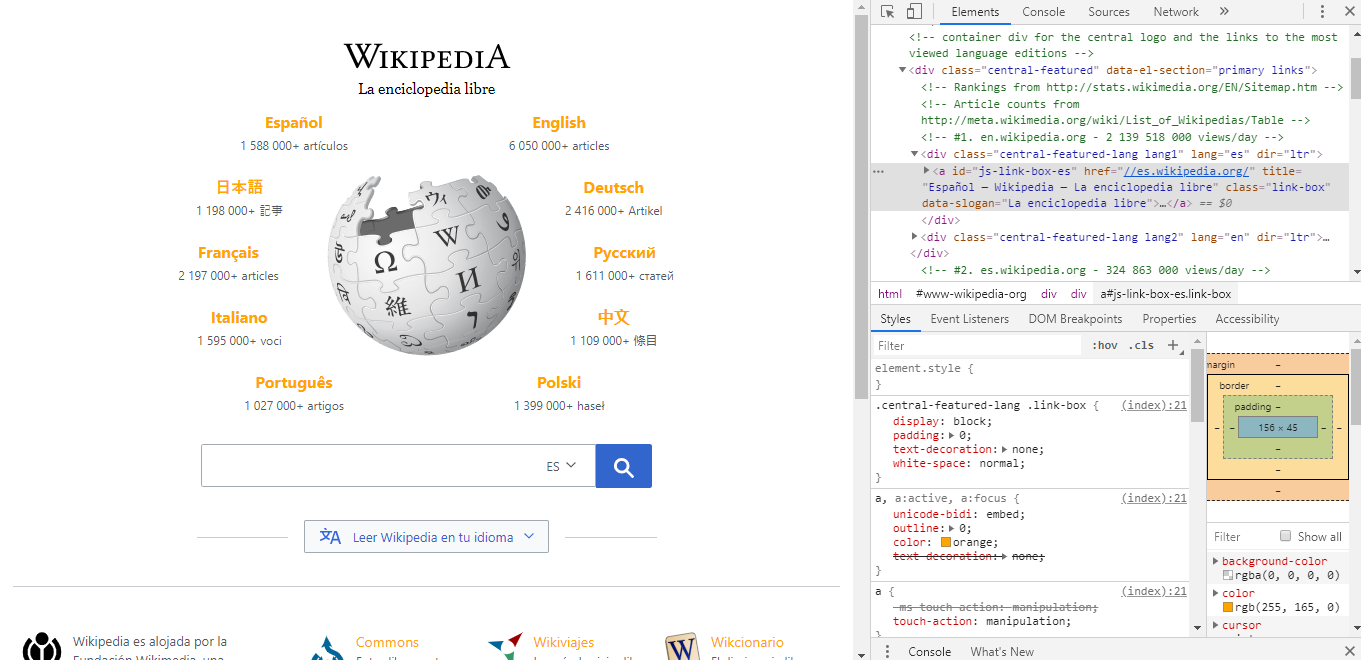 WIKIPEDIA
La enciclopedia libre
Español
1 588 000+ artículos
English
6 050 000+ articles
日本語
1 198 000+ 記事
Deutsch
2 416 000+ Artikel
Français
2 197 000+ articles
Русский
1 611 000+ статей
Italiano
1 595 000+ voci
中文
1 109 000+ 條目
Português
1 027 000+ artigos
Polski
1 399 000+ haseł
Ω
W
И
維
ウィ
7
ES
文A Leer Wikipedia en tu idioma
Wikipedia es alojada por la
Commons
Wikiviajes
W
Wikcionario
Elements Console Sources Network »
<!-- container div for the central logo and the links to the most
viewed language editions -->
▼<div class="central-featured" data-el-section="primary links">
<!-- Rankings from http://stats.wikimedia.org/EN/Sitemap.htm -->
<!-- Article counts from
http://meta.wikimedia.org/wiki/List_of_Wikipedias/Table -->
<!-- #1. en.wikipedia.org - 2 139 518 000 views/day -->
▼<div class="central-featured-lang lang1" lang="es" dir="ltr">
… ▶<a id="js-link-box-es" href="//es.wikipedia.org/" title=
"Español — Wikipedia — La enciclopedia libre" class="link-box"
data-slogan="La enciclopedia libre">…</a> == $0
</div>
▶<div class="central-featured-lang lang2" lang="en" dir="ltr">…
</div>
<!-- #2. es.wikipedia.org - 324 863 000 views/day -->
html #www-wikipedia-org div div a#js-link-box-es.link-box
Styles Event Listeners DOM Breakpoints Properties Accessibility
Filter :hov .cls +
element.style {
}
.central-featured-lang .link-box { (index):21
display: block;
padding:▶ 0;
text-decoration:▶ none;
white-space: normal;
}
a, a:active, a:focus { (index):21
unicode-bidi: embed;
outline:▶ 0;
color: orange;
text-decoration:▶ none;
}
a { (index):21
-ms-touch-action: manipulation;
touch-action: manipulation;
}
margin –
border –
padding –
– – 156 × 45 – –
–
–
–
Filter Show all
▶ background-color
rgba(0, 0, 0, 0)
▶ color
rgb(255, 165, 0)
▶ cursor
Console What's New